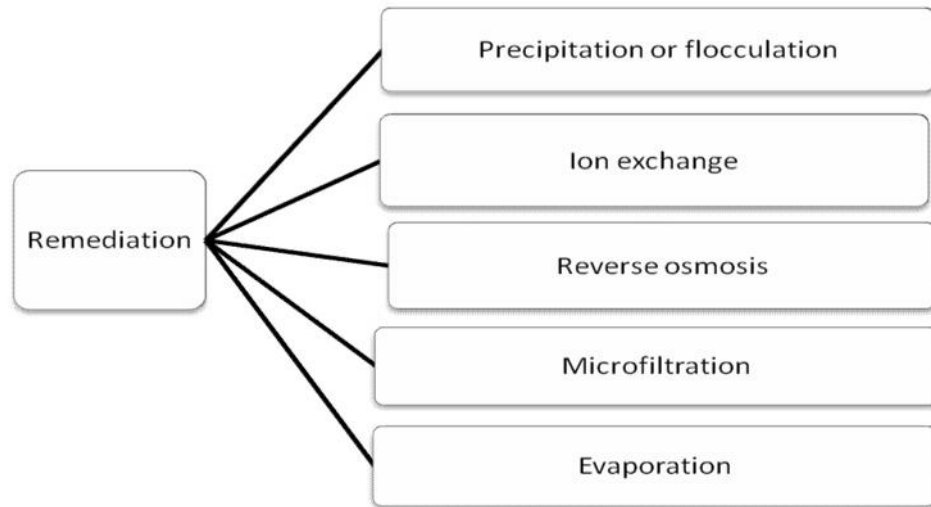 Remediation
Precipitation or flocculation
Ion exchange
Reverse osmosis
Microfiltration
Evaporation